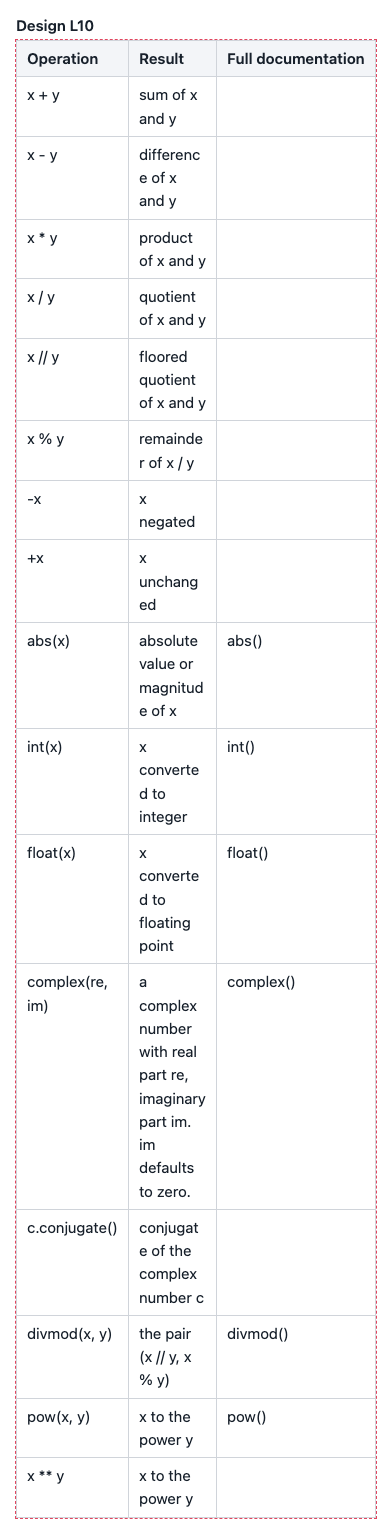 Design L10
Operation Result Full documentation
x + y sum of x
and y
x - y differenc
e of x
and y
x * y product
of x and y
x / y quotient
of x and y
x // y floored
quotient
of x and y
x % y remainde
r of x / y
-x x
negated
+x x
unchang
ed
abs(x) absolute abs()
value or
magnitud
e of x
int(x) x int()
converte
d to
integer
float(x) x float()
converte
d to
floating
point
complex(re, a complex()
im) complex
number
with real
part re,
imaginary
part im.
im
defaults
to zero.
c.conjugate() conjugat
e of the
complex
number c
divmod(x, y) the pair divmod()
(x // y, x
% y)
pow(x, y) x to the pow()
power y
x ** y x to the
power y